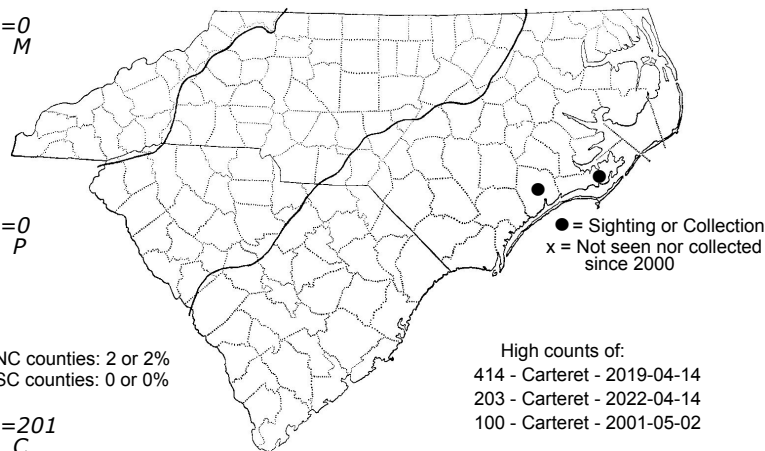 =0
M
=0
P
● = Sighting or Collection
x = Not seen nor collected
since 2000
NC counties: 2 or 2%
SC counties: 0 or 0%
High counts of:
414 - Carteret - 2019-04-14
203 - Carteret - 2022-04-14
100 - Carteret - 2001-05-02
=201
C